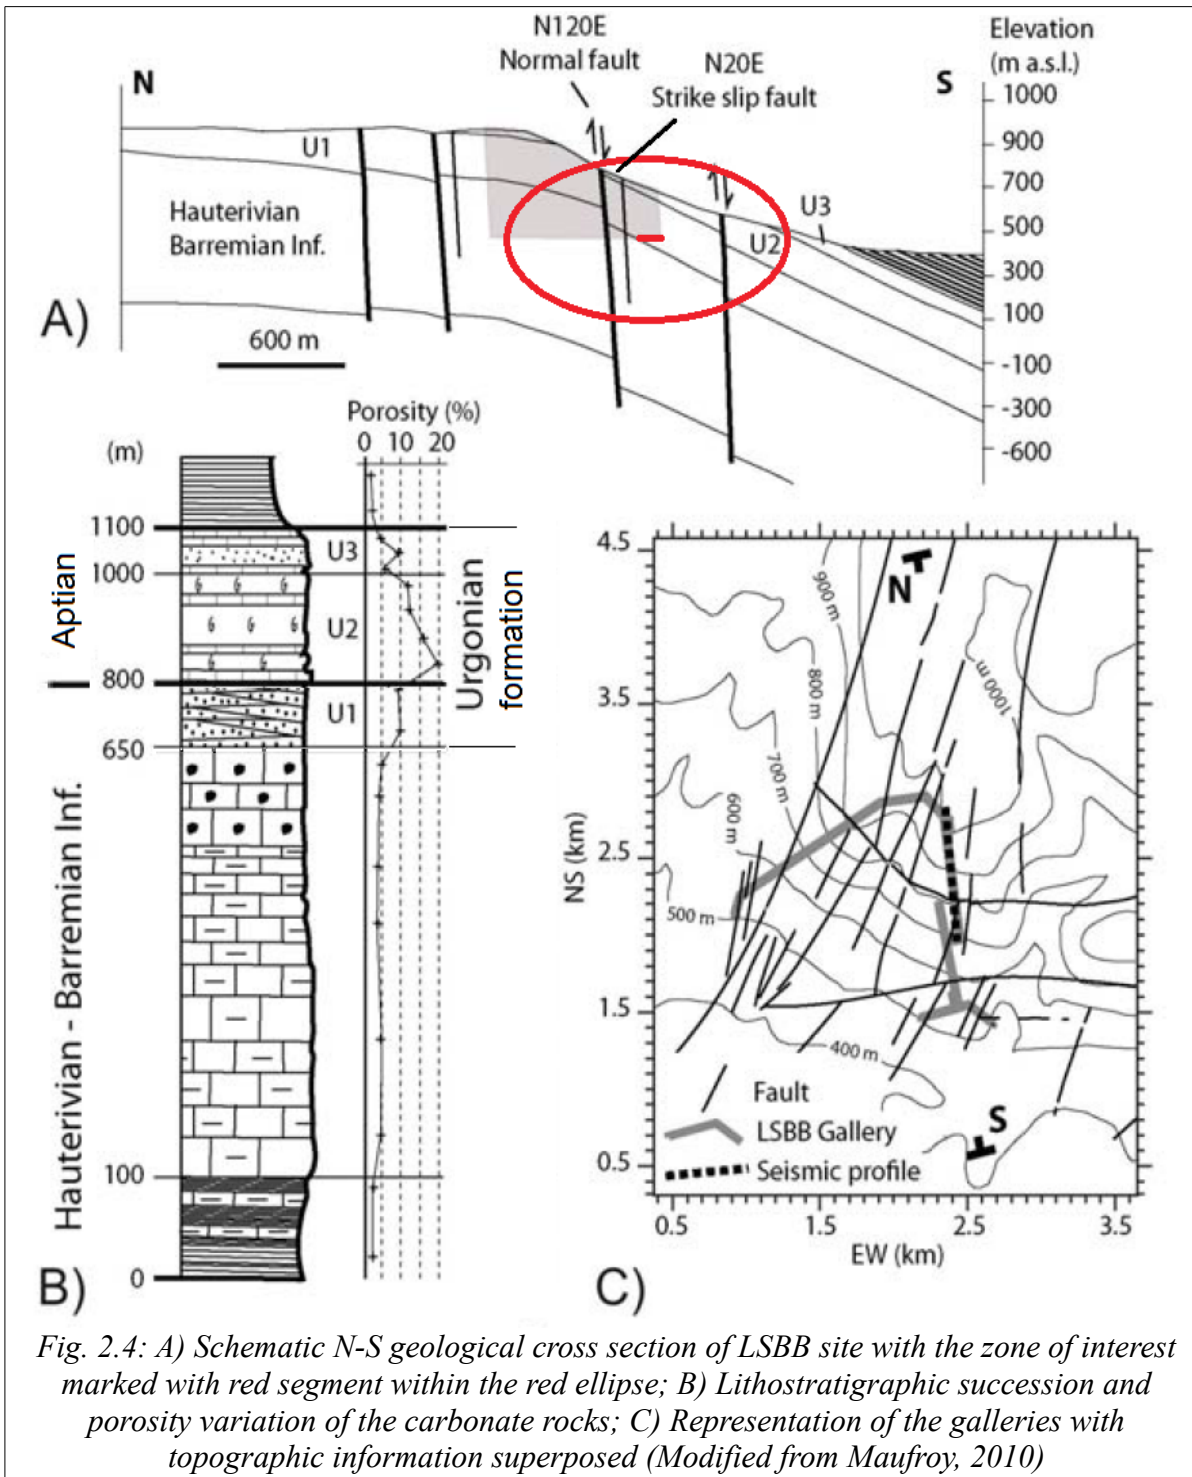 N120E
Normal fault
N20E
Strike slip fault
Elevation
(m a.s.l.)
N
S
1000
900
700
500
300
100
-100
-300
-600
U1
U2
U3
Hauterivian
Barremian Inf.
A)
600 m
Porosity (%)
0 10 20
(m)
1100
1000
800
650
100
0
U3
U2
U1
Aptian
Hauterivian - Barremian Inf.
Urgonian
formation
B)
4.5
3.5
2.5
1.5
0.5
NS (km)
N
900 m
800 m
1000 m
700 m
600 m
500 m
400 m
Fault
LSBB Gallery
Seismic profile
S
0.5 1.5 2.5 3.5
EW (km)
C)
Fig. 2.4: A) Schematic N-S geological cross section of LSBB site with the zone of interest
marked with red segment within the red ellipse; B) Lithostratigraphic succession and
porosity variation of the carbonate rocks; C) Representation of the galleries with
topographic information superposed (Modified from Maufroy, 2010)